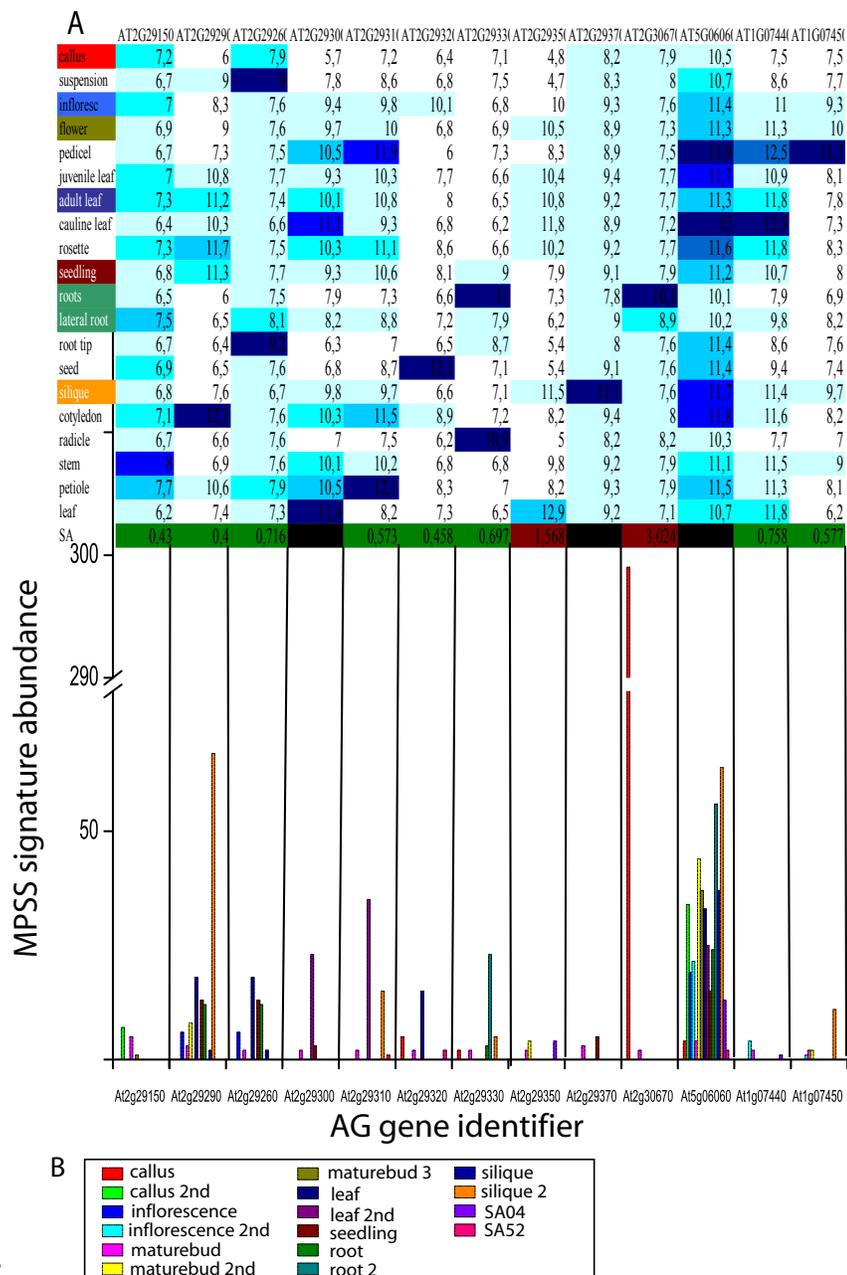 A
AT2G29150 AT2G2929( AT2G2926( AT2G2930( AT2G2931( AT2G2932( AT2G2933( AT2G2935( AT2G2937( AT2G3067( AT5G0606( AT1G0744( AT1G0745(
callus 7,2 6 7,9 5,7 7,2 6,4 7,1 4,8 8,2 7,9 10,5 7,5 7,5
suspension 6,7 9 7,8 8,6 6,8 7,5 4,7 8,3 8 10,7 8,6 7,7
infloresc 7 8,3 7,6 9,4 9,8 10,1 6,8 10 9,3 7,6 11,4 11 9,3
flower 6,9 9 7,6 9,7 10 6,8 6,9 10,5 8,9 7,3 11,3 11,3 10
pedicel 6,7 7,3 7,5 10,5 11,9 6 7,3 8,3 8,9 7,7 11,9 12,5
juvenile leaf 7 10,8 7,7 9,3 10,3 7,7 6,6 10,4 9,4 7,7 11,7 10,9 8,1
adult leaf 7,3 11,2 7,4 10,1 10,8 8 6,5 10,8 9,2 7,7 11,3 11,8 7,8
cauline leaf 6,4 10,3 6,6 11,1 9,3 6,8 6,2 11,8 8,9 7,2 12 12,9 7,3
rosette 7,3 11,7 7,5 10,3 11,1 8,6 6,6 10,2 9,2 7,7 11,6 11,8 8,3
seedling 6,8 11,3 7,7 9,3 10,6 8,1 9 7,9 9,1 7,9 11,2 10,7 8
roots 6,5 6 7,5 7,9 7,3 6,6 11 7,3 7,8 10,1 10,1 7,9 6,9
lateral root 7,5 6,5 8,1 8,2 8,8 7,2 7,9 6,2 9 8,9 10,2 9,8 8,2
root tip 6,7 6,4 9,2 6,3 7 6,5 8,7 5,4 8 7,6 11,4 8,6 7,6
seed 6,9 6,5 7,6 6,8 8,7 7,1 5,4 9,1 7,6 11,4 9,4 7,4
silique 6,8 7,6 6,7 9,8 9,7 6,6 7,1 11,5 11,1 7,6 11,7 11,4 9,7
cotyledon 7,1 7,6 10,3 11,5 8,9 7,2 8,2 9,4 8 11,8 11,6 8,2
radicle 6,7 6,6 7,6 7 7,5 6,2 10,9 5 8,2 8,2 10,3 7,7 7
stem 8 6,9 7,6 10,1 10,2 6,8 6,8 9,8 9,2 7,9 11,1 11,5 9
petiole 7,7 10,6 7,9 10,5 12,1 8,3 7 8,2 9,3 7,9 11,5 11,3 8,1
leaf 6,2 7,4 7,3 11,4 8,2 7,3 6,5 12,9 9,2 7,1 10,7 11,8 6,2
SA 0,43 0,4 0,716 0,573 0,458 0,697 1,568 3,024 0,758 0,577
300
290
50
MPSS signature abundance
At2g29150 At2g29290 At2g29260 At2g29300 At2g29310 At2g29320 At2g29330 At2g29350 At2g29370 At2g30670 At5g06060 At1g07440 At1g07450
AG gene identifier
B
callus
callus 2nd
inflorescence
inflorescence 2nd
maturebud
maturebud 2nd
maturebud 3
leaf
leaf 2nd
seedling
root
root 2
silique
silique 2
SA04
SA52